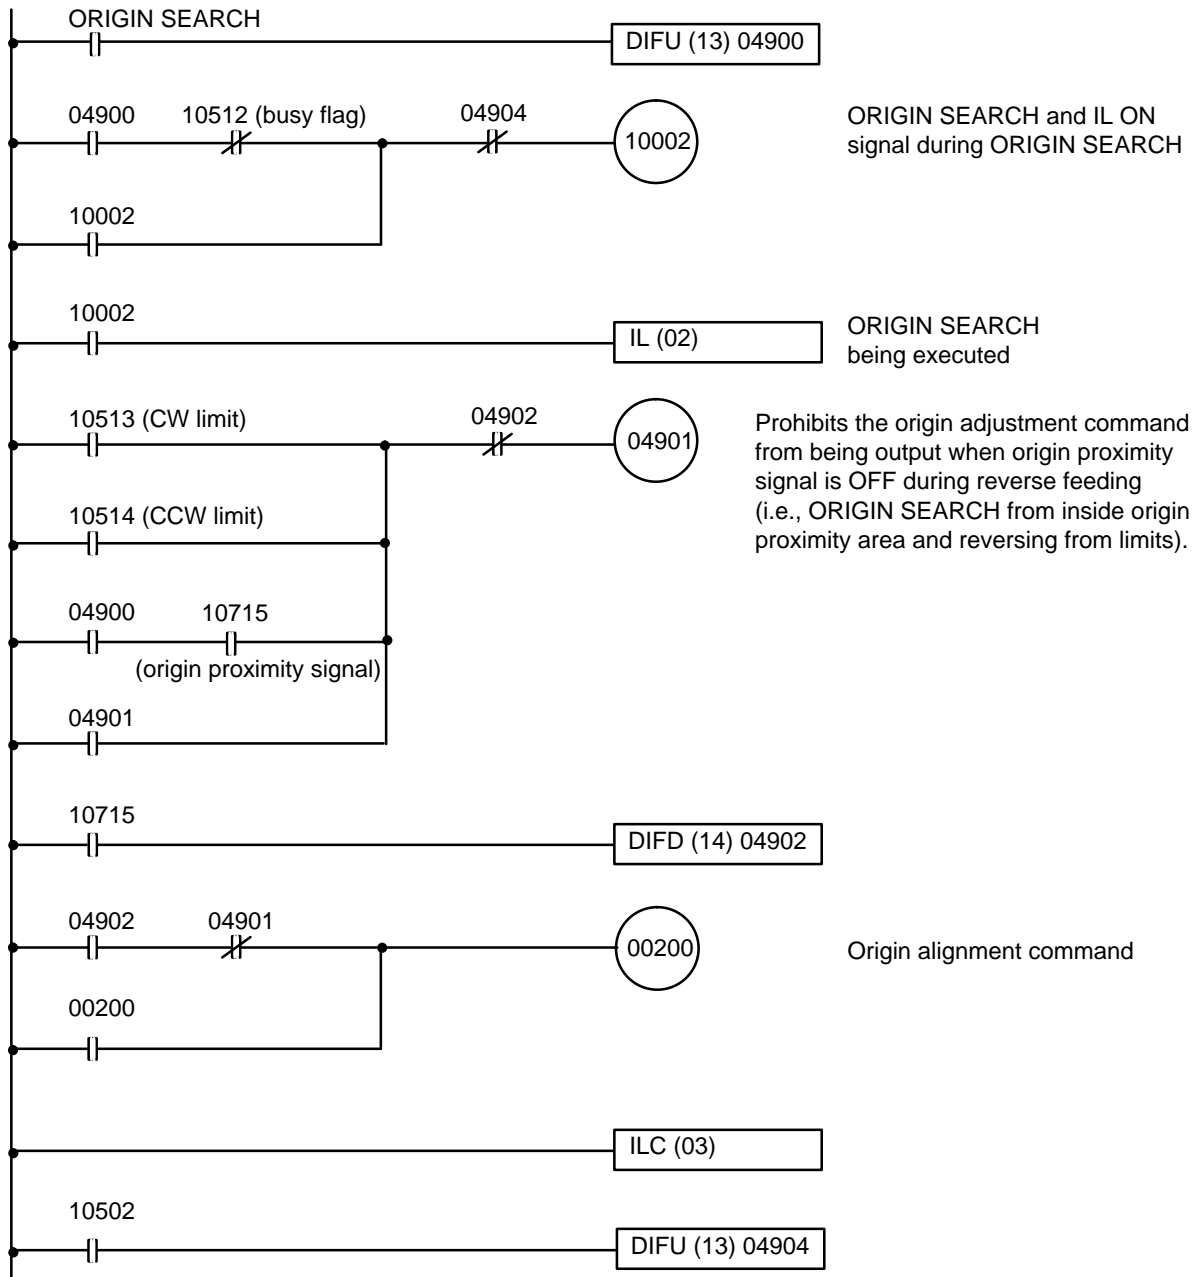 ORIGIN SEARCH
DIFU (13) 04900
04900 10512 (busy flag) 04904
10002
ORIGIN SEARCH and IL ON
signal during ORIGIN SEARCH
10002
10002
IL (02)
ORIGIN SEARCH
being executed
10513 (CW limit) 04902
04901
Prohibits the origin adjustment command
from being output when origin proximity
signal is OFF during reverse feeding
(i.e., ORIGIN SEARCH from inside origin
proximity area and reversing from limits).
10514 (CCW limit)
04900 10715
(origin proximity signal)
04901
10715
DIFD (14) 04902
04902 04901
00200
Origin alignment command
00200
ILC (03)
10502
DIFU (13) 04904